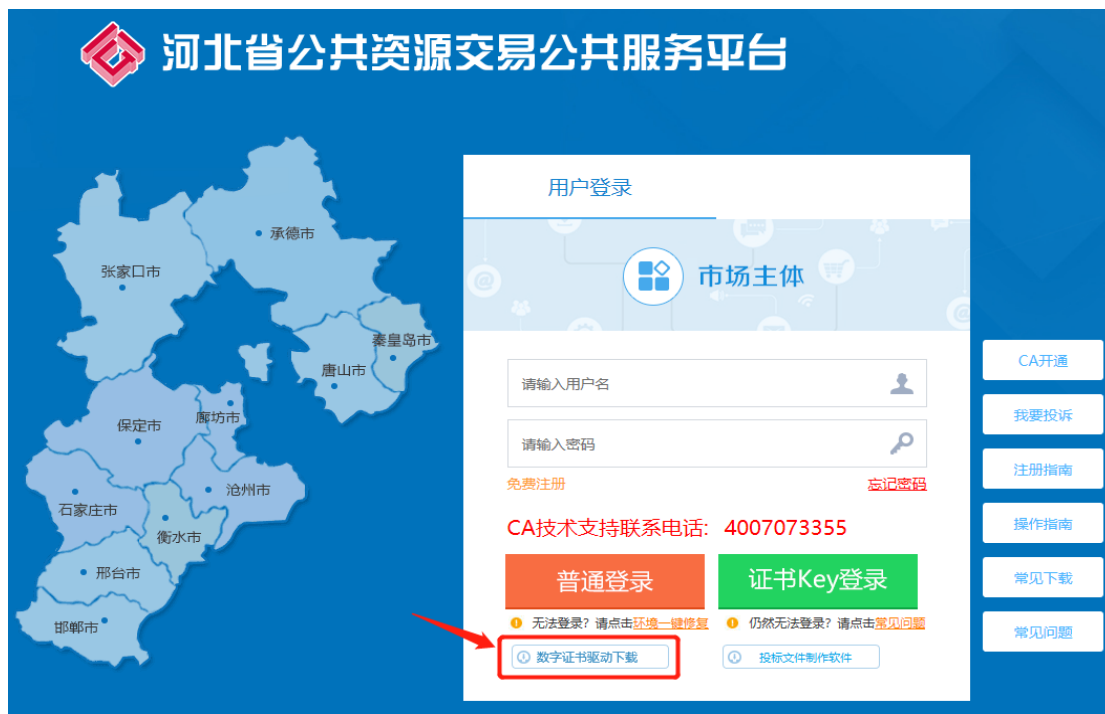 河北省公共资源交易公共服务平台
用户登录
承德市
张家口市
市场主体
秦皇岛市
唐山市
CA开通
请输入用户名
廊坊市
保定市
我要投诉
请输入密码
注册指南
免费注册 忘记密码
沧州市
石家庄市
CA技术支持联系电话: 4007073355
操作指南
衡水市
邢台市
普通登录 证书Key登录
常见下载
无法登录？请点击环境一键修复 仍然无法登录？请点击常见问题
邯郸市
常见问题
数字证书驱动下载 投标文件制作软件